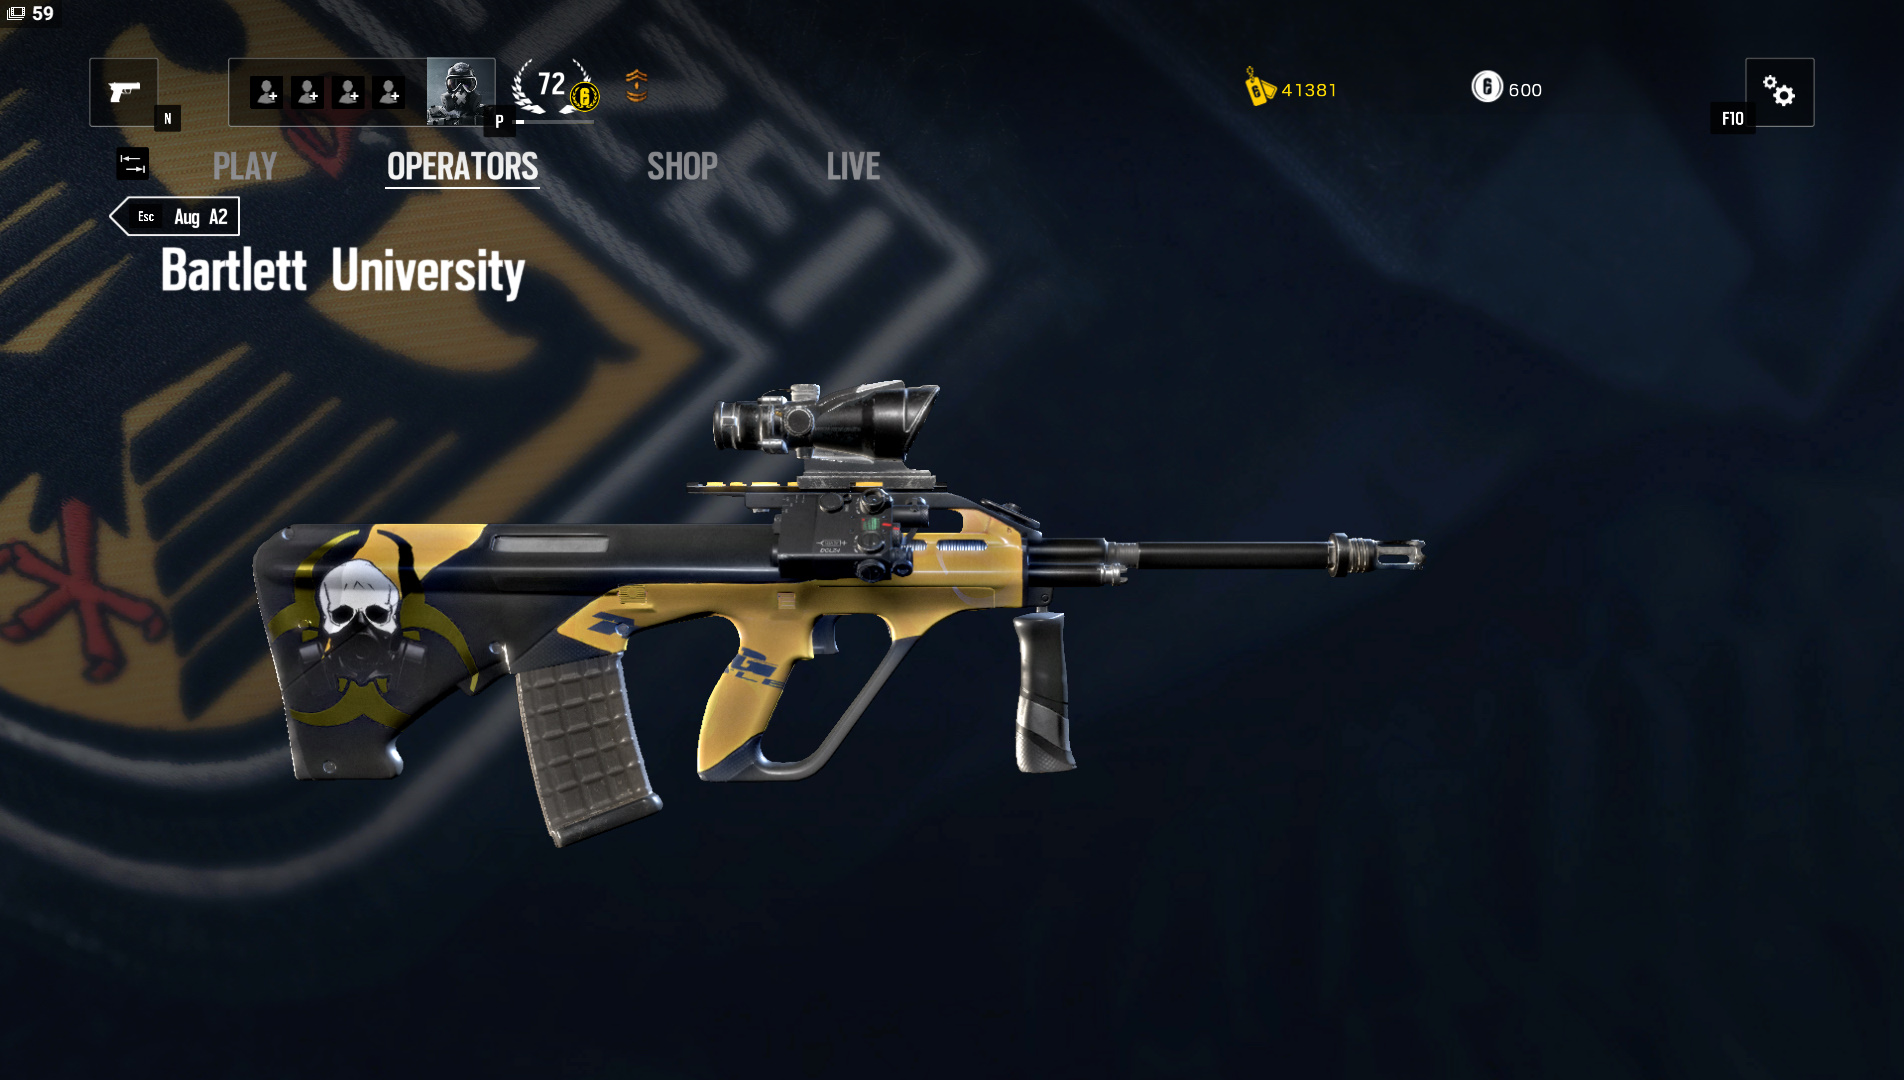 59
N
P
72
41381
600
F10
PLAY
OPERATORS
SHOP
LIVE
Esc
Aug A2
Bartlett University